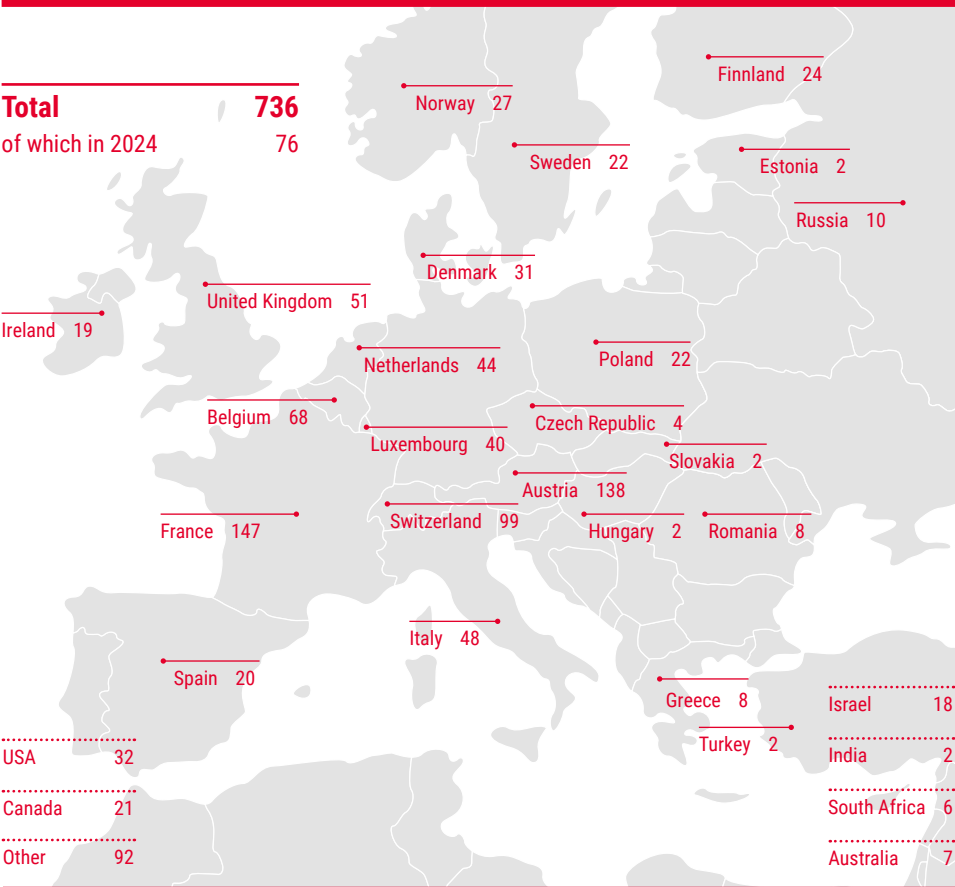 Finnland 24
Total 736
Norway 27
of which in 2024 76
Sweden 22
Estonia 2
Russia 10
Denmark 31
United Kingdom 51
Ireland 19
Netherlands 44
Poland 22
Belgium 68
Czech Republic 4
Luxembourg 40
Slovakia 2
Austria 138
Switzerland 99
France 147
Hungary 2
Romania 8
Italy 48
Spain 20
Greece 8
Turkey 2
USA 32
Canada 21
Other 92
Israel 18
India 2
South Africa 6
Australia 7